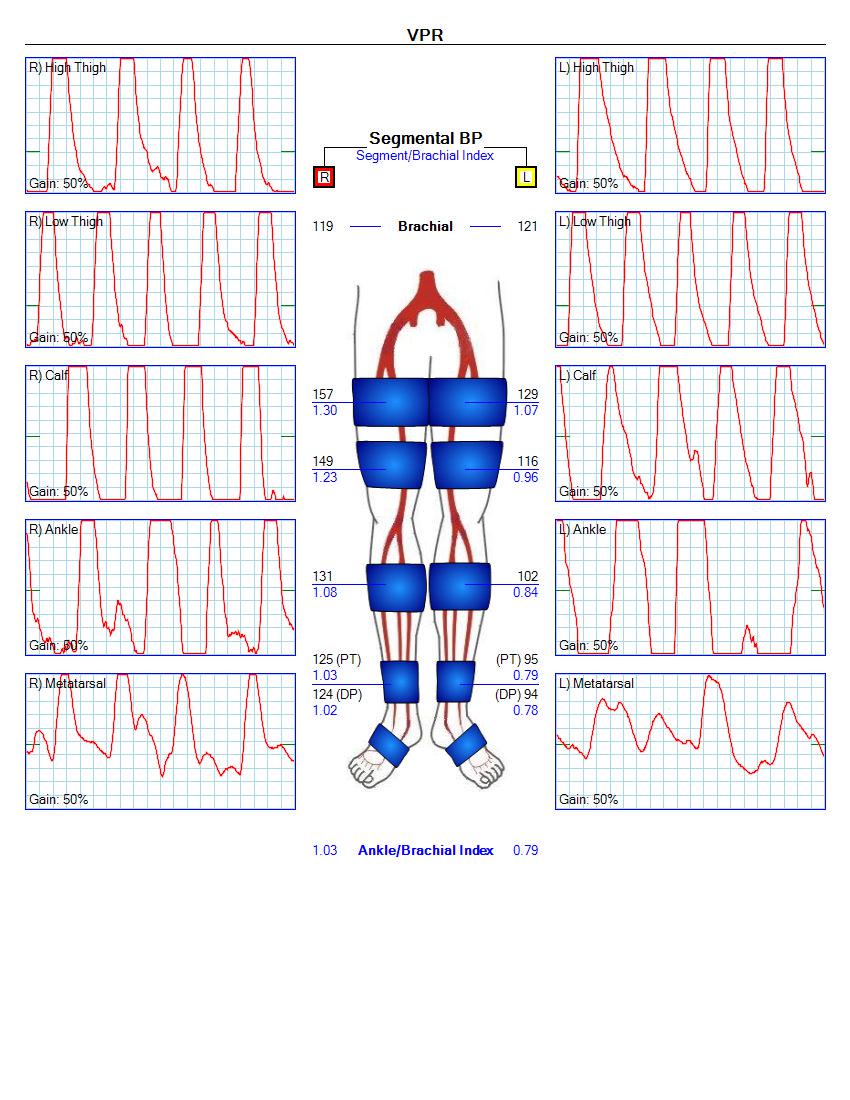 VPR
R) High Thigh
Gain: 50%
L) High Thigh
Gain: 50%
Segmental BP
Segment/Brachial Index
R
L
119 Brachial 121
R) Low Thigh
Gain: 50%
L) Low Thigh
Gain: 50%
R) Calf
Gain: 50%
L) Calf
Gain: 50%
157 129
1.30 1.07
149 116
1.23 0.96
R) Ankle
Gain: 50%
L) Ankle
Gain: 50%
131 102
1.08 0.84
125 (PT) (PT) 95
1.03 0.79
124 (DP) (DP) 94
1.02 0.78
R) Metatarsal
Gain: 50%
L) Metatarsal
Gain: 50%
1.03 Ankle/Brachial Index 0.79